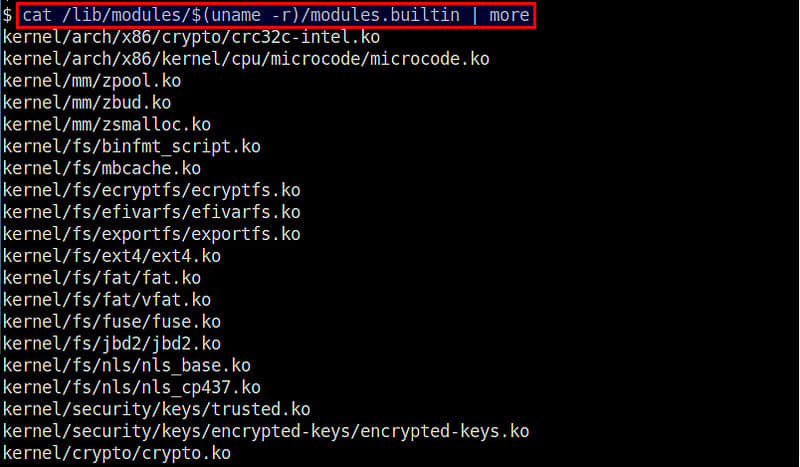 $ cat /lib/modules/$(uname -r)/modules.builtin | more
kernel/arch/x86/crypto/crc32c-intel.ko
kernel/arch/x86/kernel/cpu/microcode/microcode.ko
kernel/mm/zpool.ko
kernel/mm/zbud.ko
kernel/mm/zsmalloc.ko
kernel/fs/binfmt_script.ko
kernel/fs/mbcache.ko
kernel/fs/ecryptfs/ecryptfs.ko
kernel/fs/efivarfs/efivarfs.ko
kernel/fs/exportfs/exportfs.ko
kernel/fs/ext4/ext4.ko
kernel/fs/fat/fat.ko
kernel/fs/fat/vfat.ko
kernel/fs/fuse/fuse.ko
kernel/fs/jbd2/jbd2.ko
kernel/fs/nls/nls_base.ko
kernel/fs/nls/nls_cp437.ko
kernel/security/keys/trusted.ko
kernel/security/keys/encrypted-keys/encrypted-keys.ko
kernel/crypto/crypto.ko